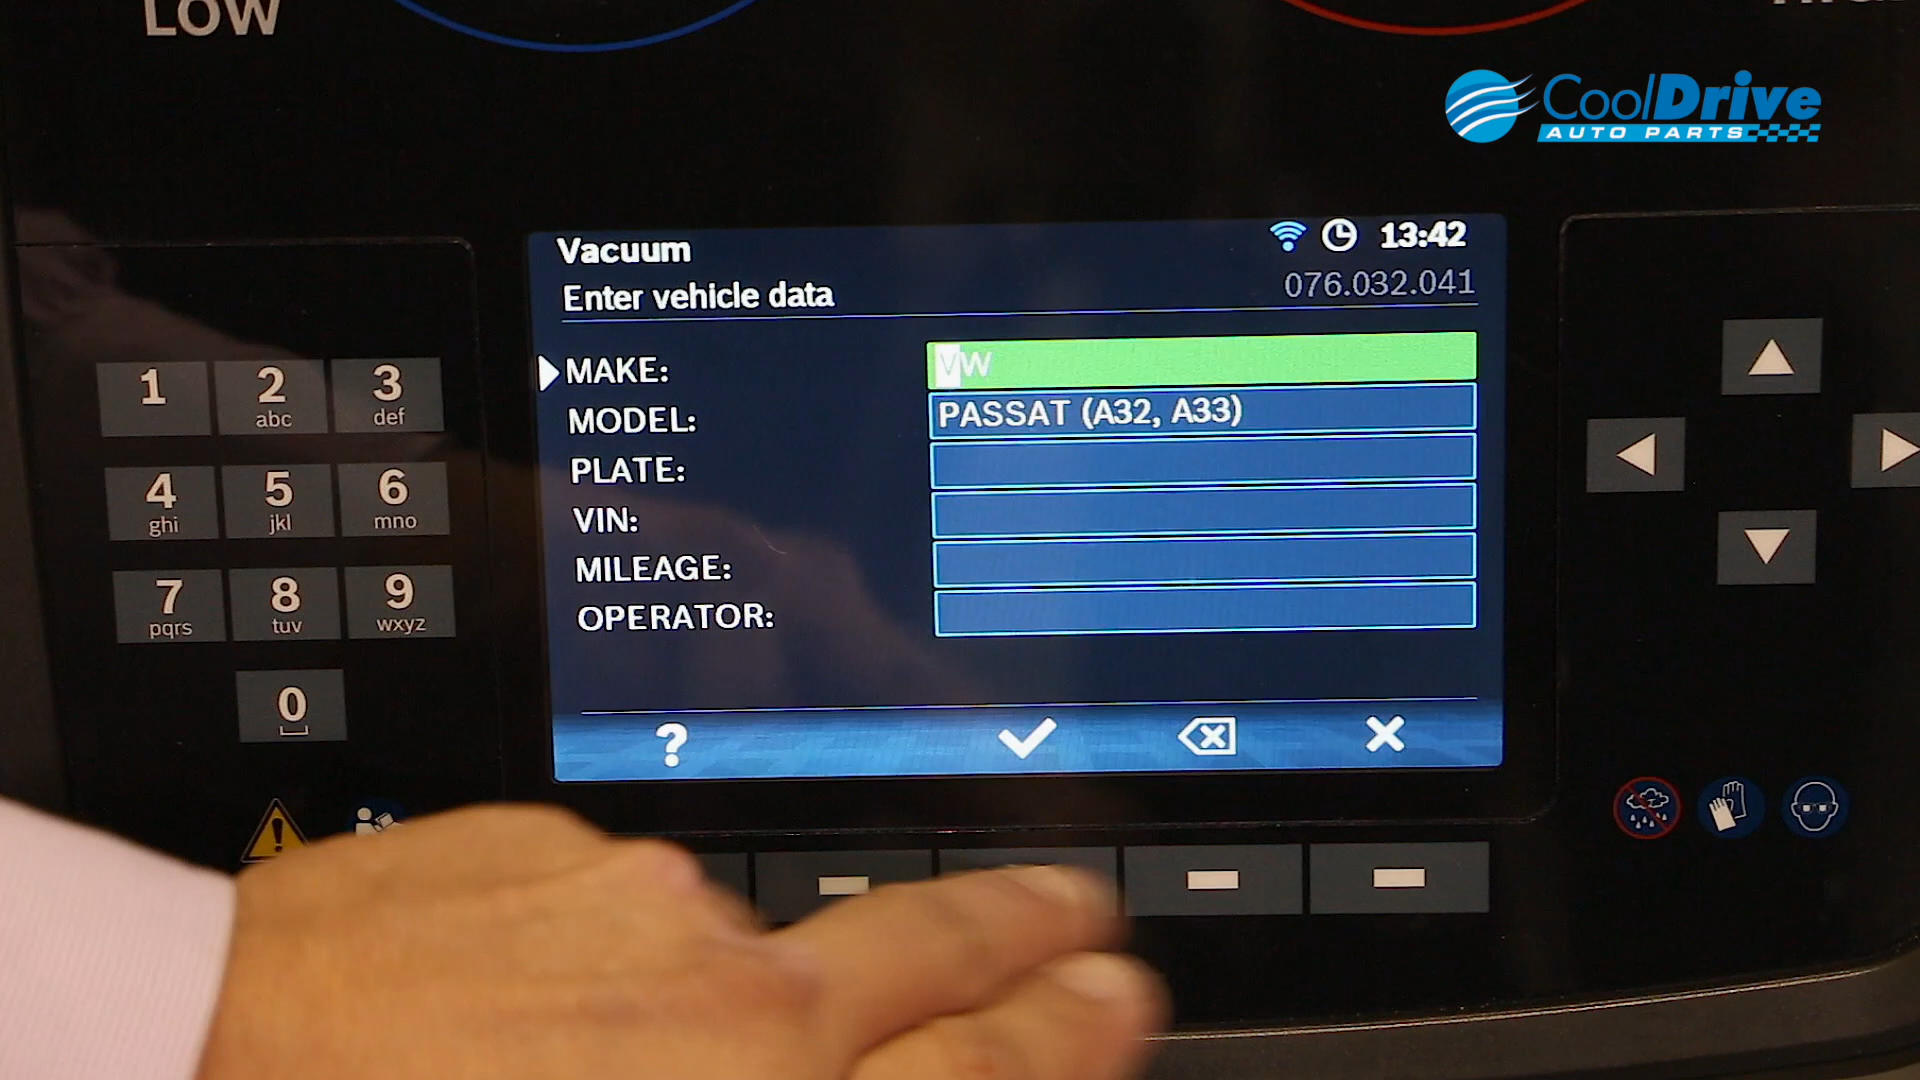 LOW
CoolDrive
AUTO PARTS
Vacuum
13:42
Enter vehicle data
076.032.041
MAKE: VW
MODEL: PASSAT (A32, A33)
PLATE:
VIN:
MILEAGE:
OPERATOR:
?
1
2 abc
3 def
4 ghi
5 jkl
6 mno
7 pqrs
8 tuv
9 wxyz
0